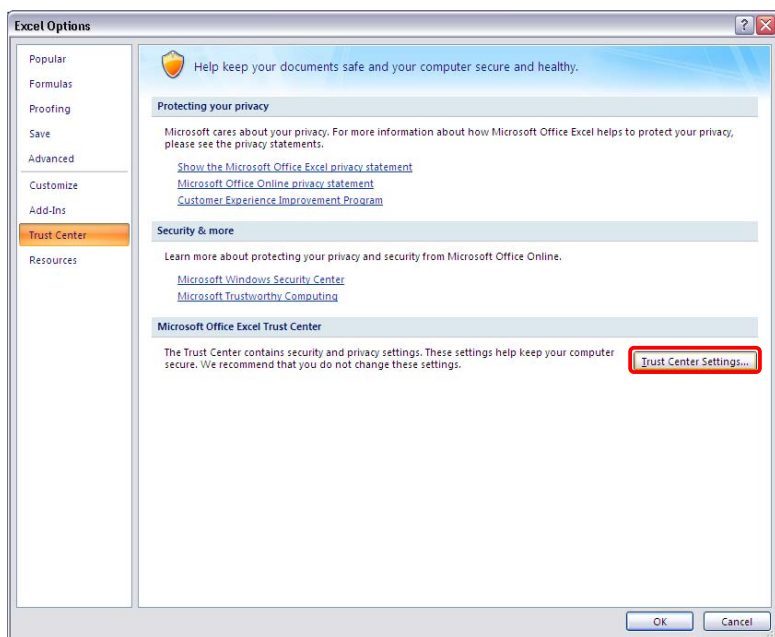 Excel Options
Popular
Formulas
Proofing
Save
Advanced
Customize
Add-Ins
Trust Center
Resources
Help keep your documents safe and your computer secure and healthy.
Protecting your privacy
Microsoft cares about your privacy. For more information about how Microsoft Office Excel helps to protect your privacy,
please see the privacy statements.
Show the Microsoft Office Excel privacy statement
Microsoft Office Online privacy statement
Customer Experience Improvement Program
Security & more
Learn more about protecting your privacy and security from Microsoft Office Online.
Microsoft Windows Security Center
Microsoft Trustworthy Computing
Microsoft Office Excel Trust Center
The Trust Center contains security and privacy settings. These settings help keep your computer
secure. We recommend that you do not change these settings.
Trust Center Settings...
OK
Cancel